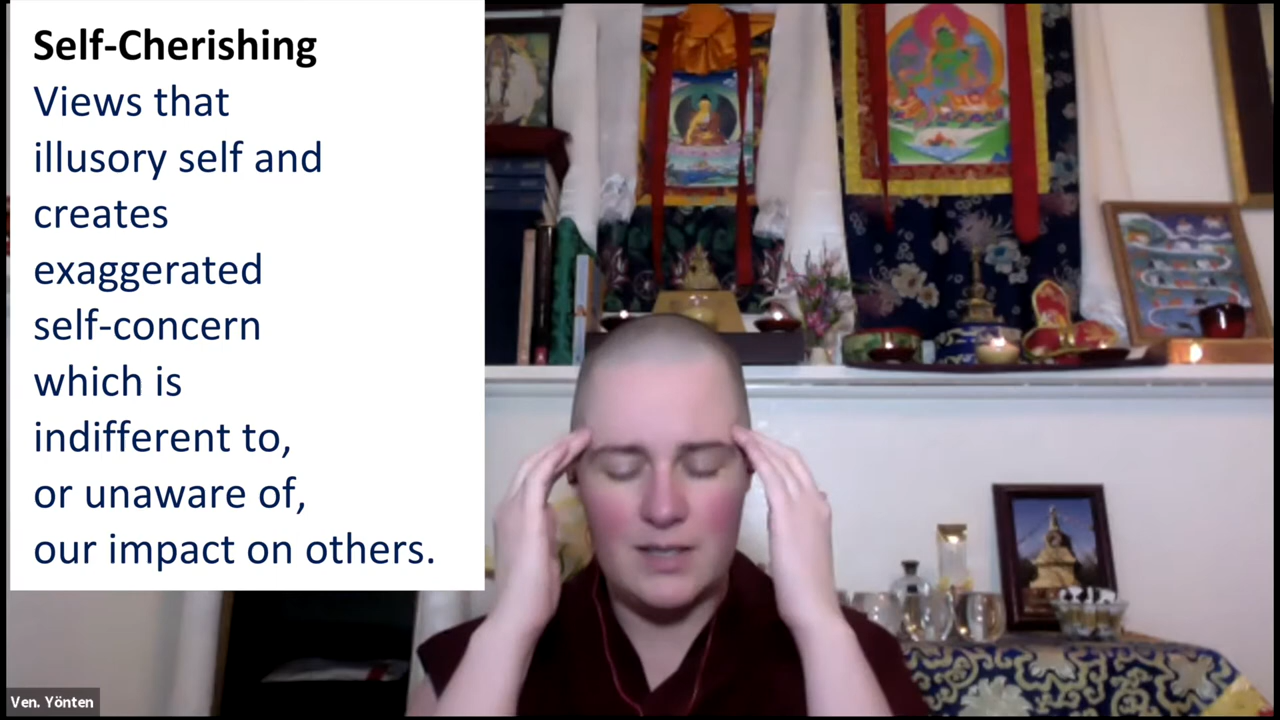 Self-Cherishing
Views that
illusory self and
creates
exaggerated
self-concern
which is
indifferent to,
or unaware of,
our impact on others.
Ven. Yönten